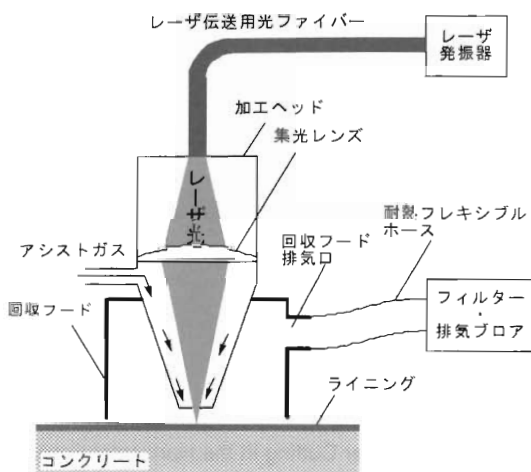 レーザ伝送用光ファイバー
レーザ
発振器
加工ヘッド
集光レンズ
レーザ光
耐熱フレキシブル
ホース
アシストガス
回収フード
排気口
フィルター
・
排気ブロア
回収フード
ライニング
コンクリート